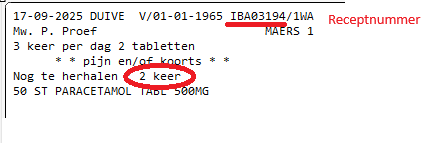 17-09-2025 DUIVE V/01-01-1965 IBA03194/1WA
Receptnummer
Mw. P. Proef MAERS 1
3 keer per dag 2 tabletten
* * pijn en/of koorts * *
Nog te herhalen 2 keer
50 ST PARACETAMOL TABL 500MG